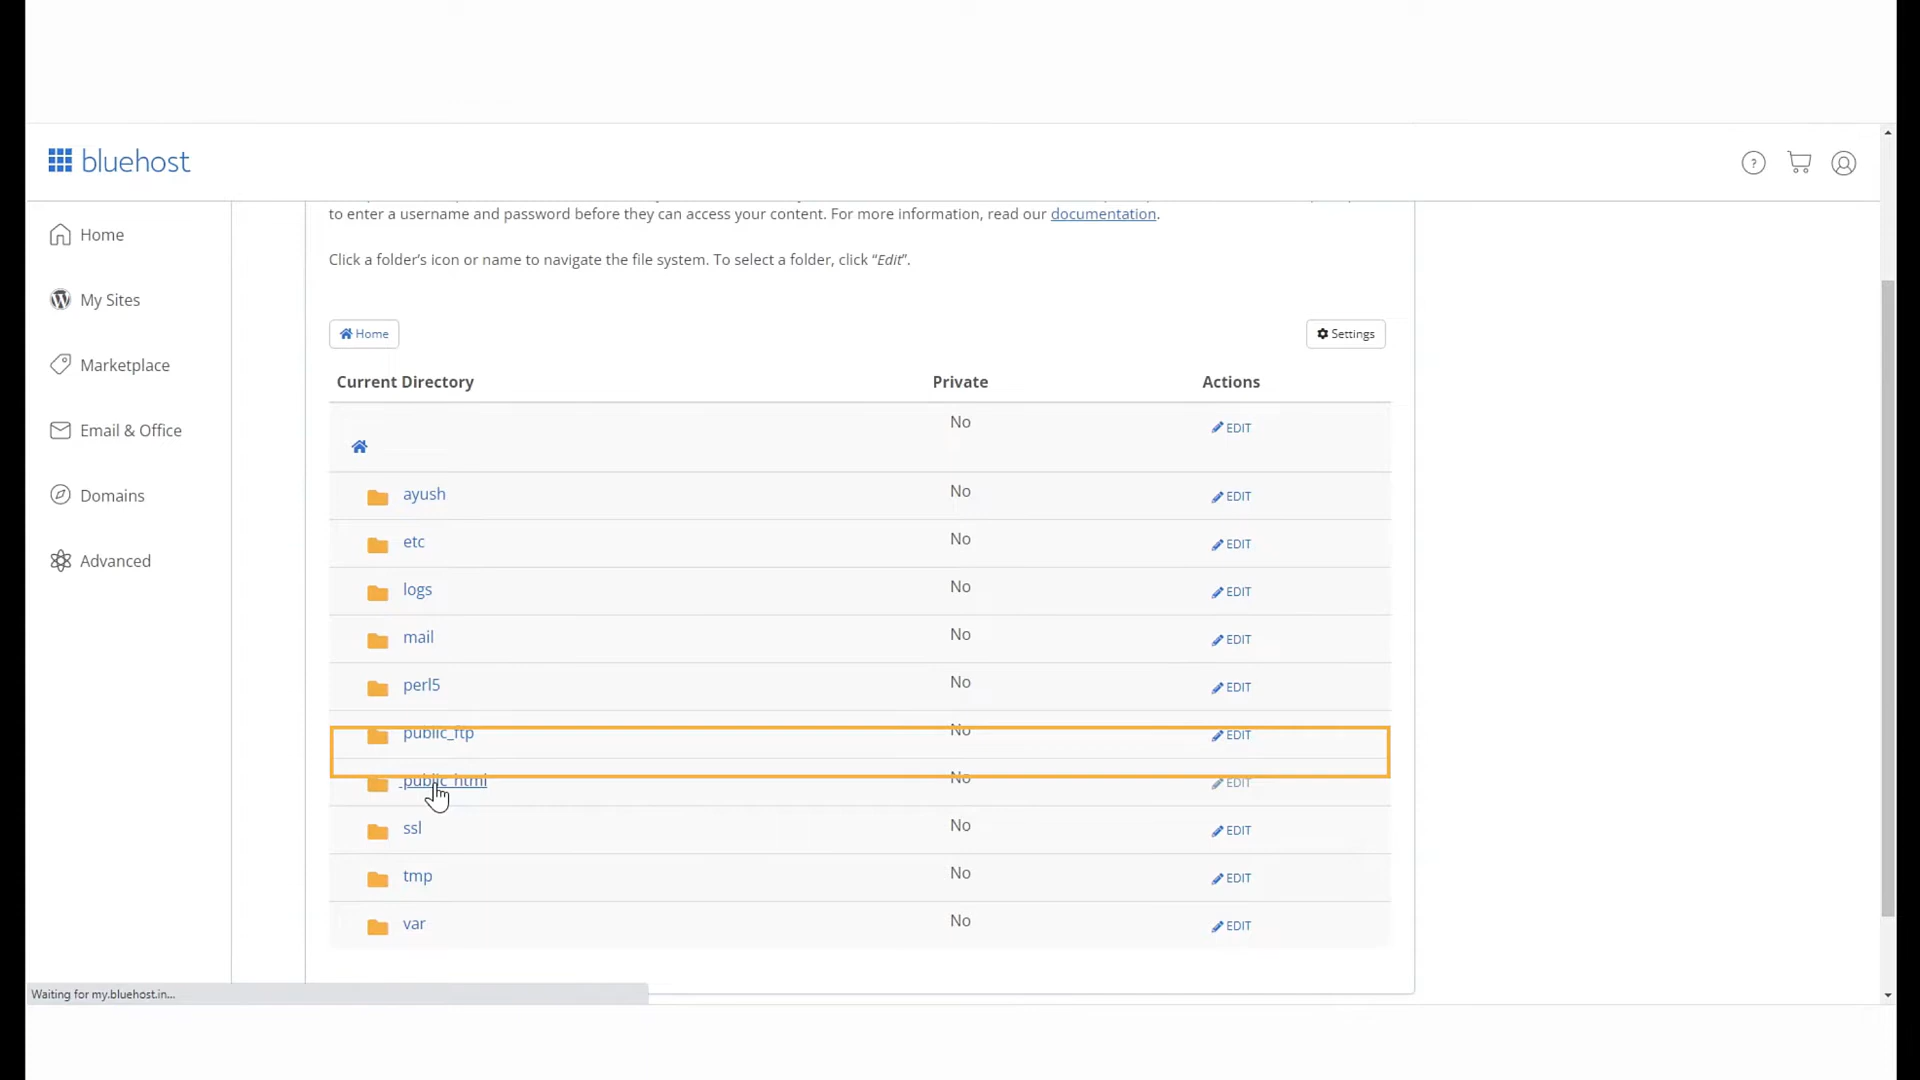 bluehost
?
to enter a username and password before they can access your content. For more information, read our documentation.
Home
Click a folder's icon or name to navigate the file system. To select a folder, click “Edit”.
My Sites
Home
Settings
Marketplace
Current Directory Private Actions
No EDIT
Email & Office
ayush No EDIT
Domains
etc No EDIT
Advanced
logs No EDIT
mail No EDIT
perl5 No EDIT
public_ftp No EDIT
public_html No EDIT
ssl No EDIT
tmp No EDIT
var No EDIT
Waiting for my.bluehost.in...